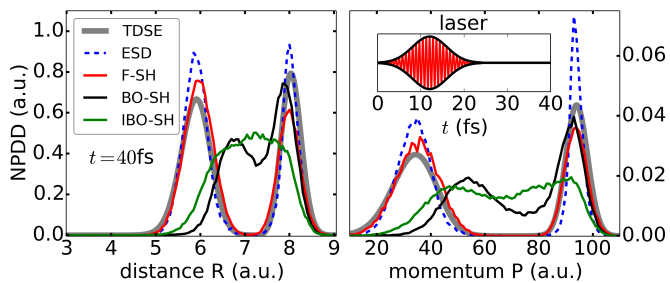 NPDD (a.u.)
1.0
0.8
0.6
0.4
0.2
0.0
TDSE
ESD
F-SH
BO-SH
IBO-SH
t=40fs
3 4 5 6 7 8 9
distance R (a.u.)
laser
0 10 20 30 40
t (fs)
0.06
0.04
0.02
0.00
20 40 60 80 100
momentum P (a.u.)